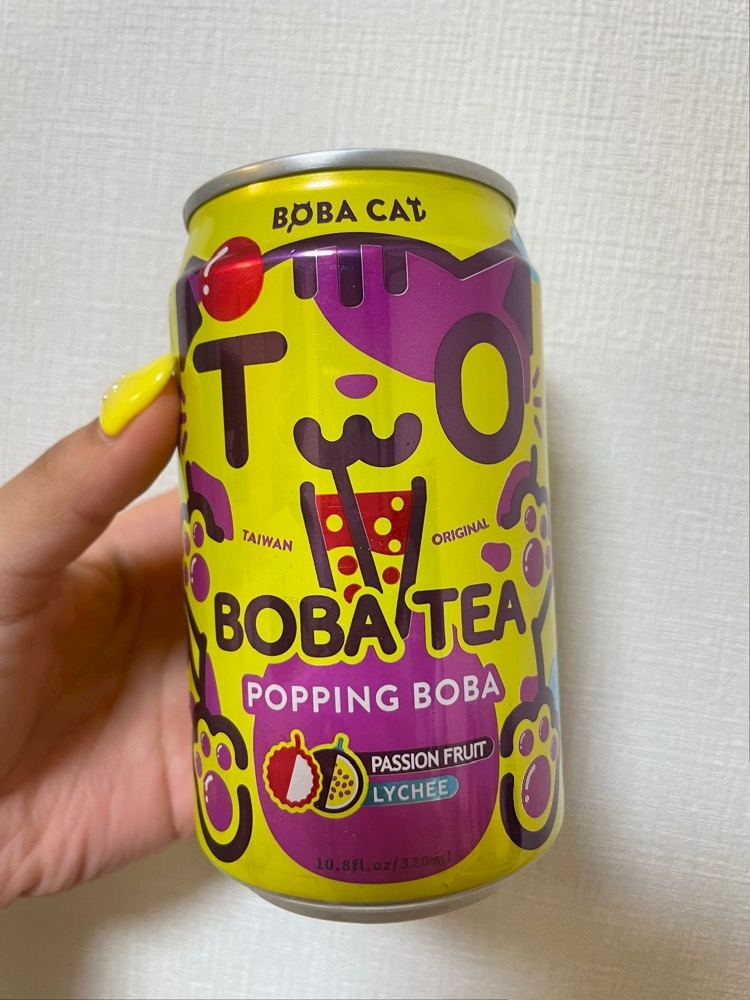 BOBA CAT
T O
TAIWAN ORIGINAL
BOBA TEA
POPPING BOBA
PASSION FRUIT
LYCHEE
10.8fl.oz/320ml